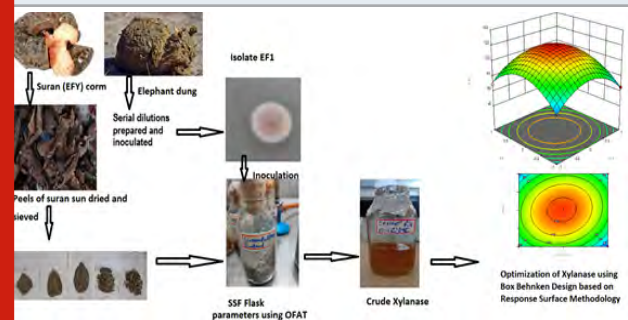 Suran (EFY) corm
Elephant dung
Serial dilutions
prepared and
inoculated
Isolate EF1
Inoculation
Peels of suran sun dried and
sieved
SSF Flask
parameters using OFAT
Crude Xylanase
Optimization of Xylanase using
Box Behnken Design based on
Response Surface Methodology